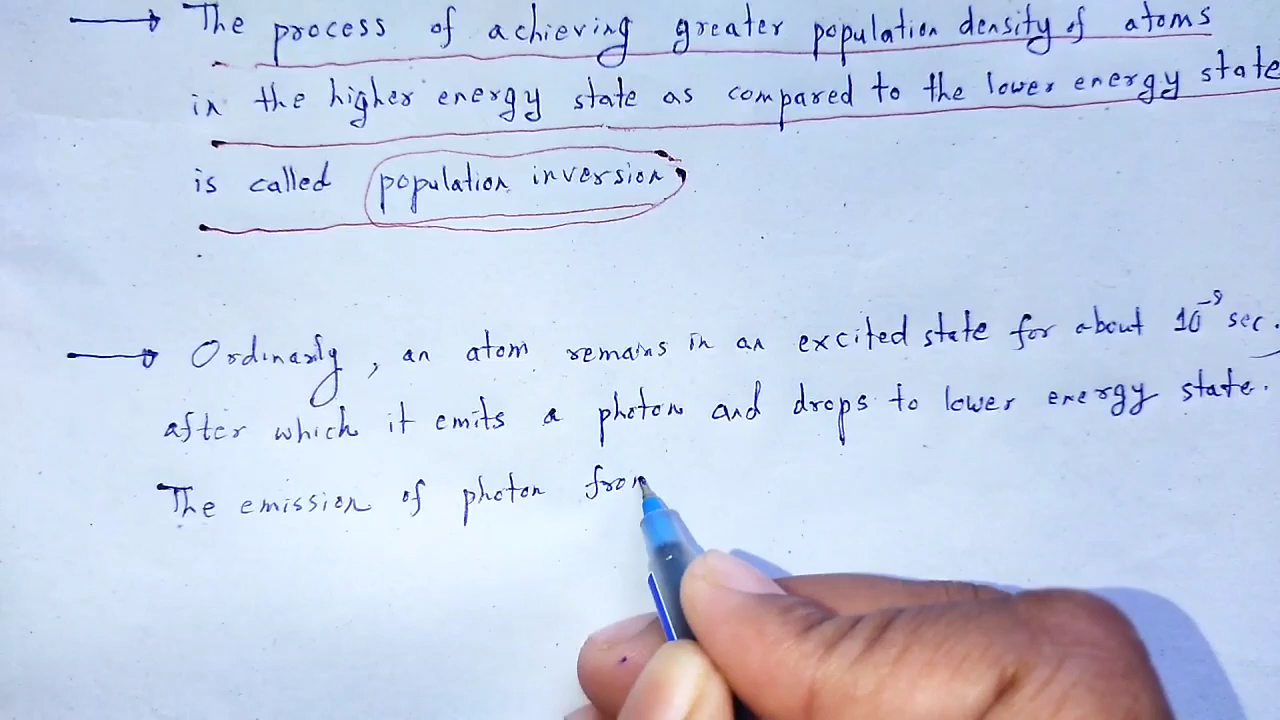 The process of achieving greater population density of atoms
in the higher energy state as compared to the lower energy state
is called population inversion
Ordinarily, an atom remains in an excited state for about 10⁻⁹ sec.
after which it emits a photon and drops to lower energy state.
The emission of photon from